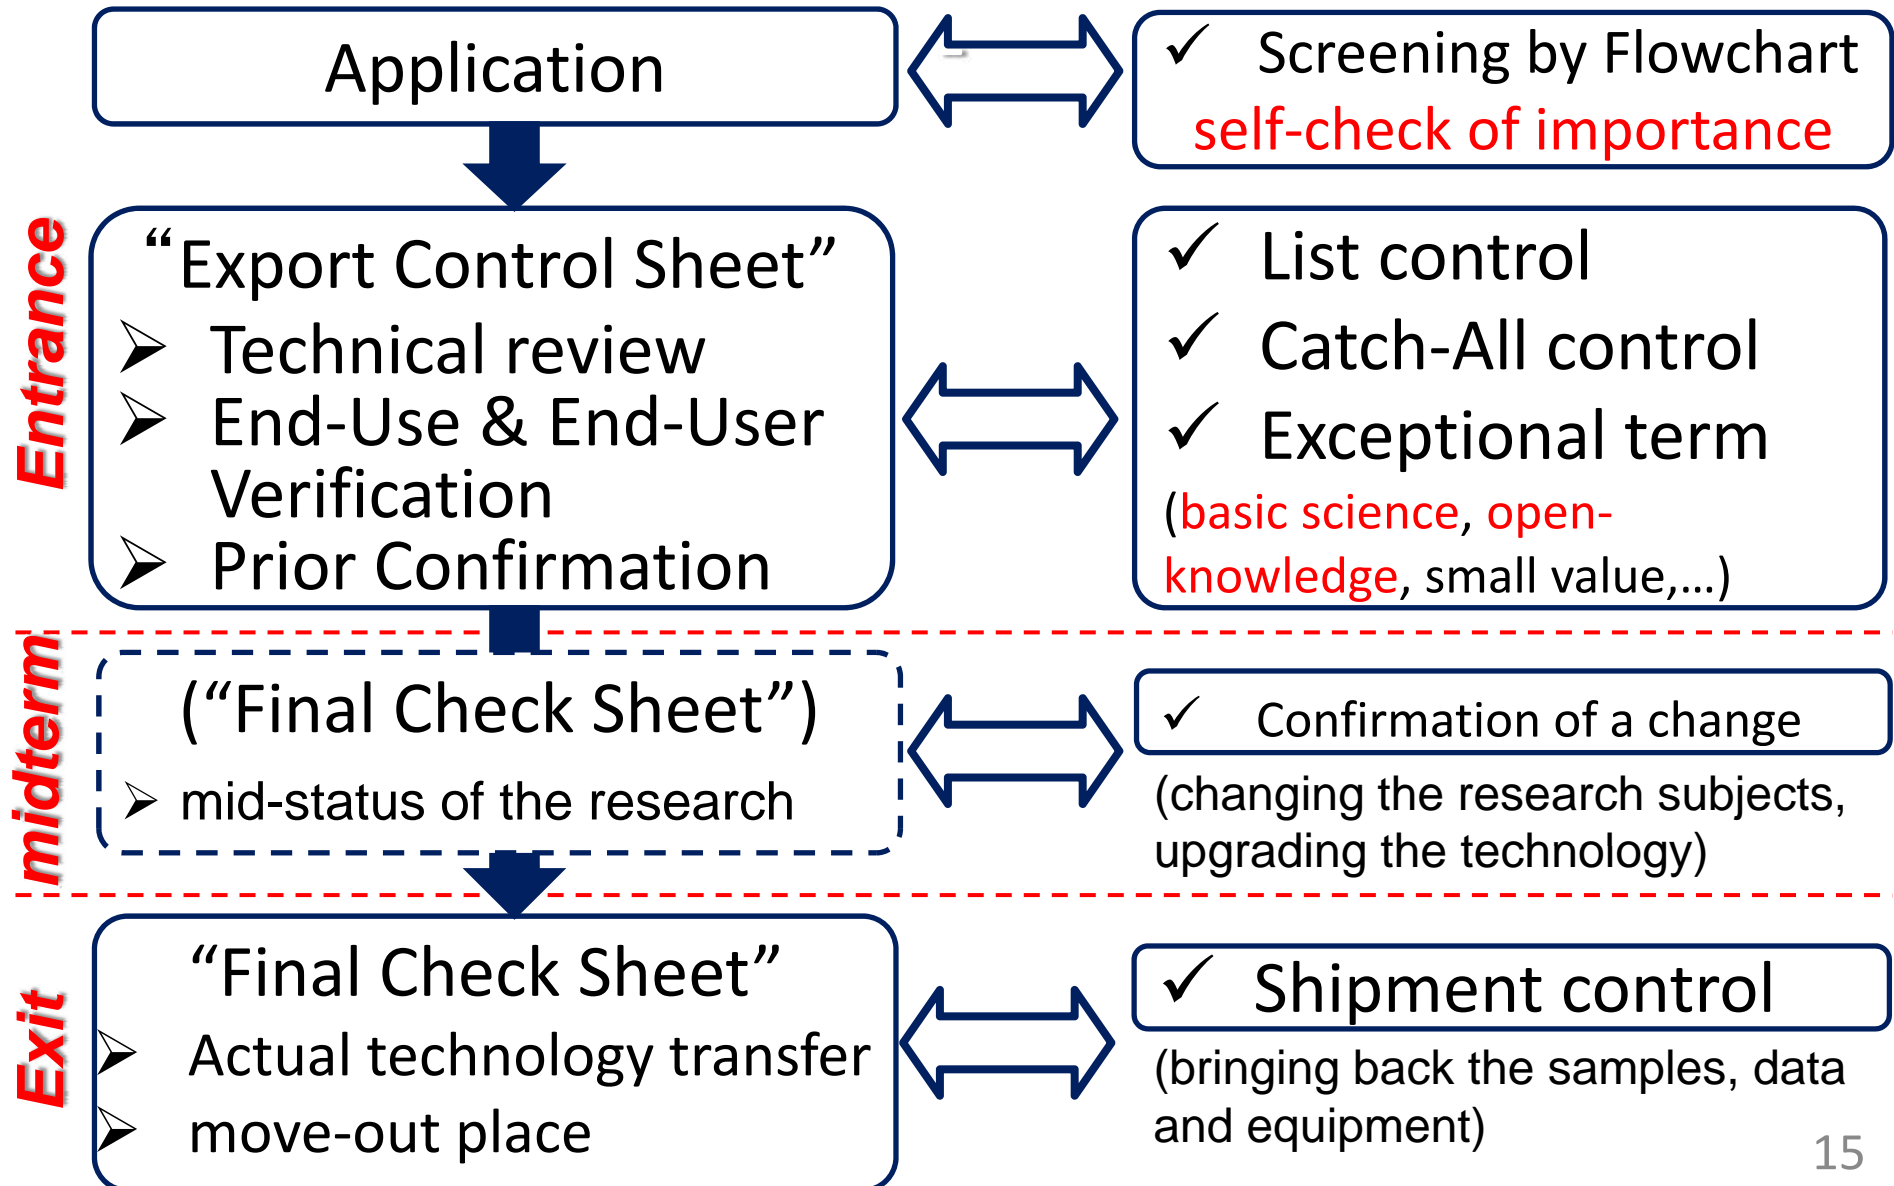 Application
✓ Screening by Flowchart
self-check of importance
Entrance
“Export Control Sheet”
➢ Technical review
➢ End-Use & End-User
Verification
➢ Prior Confirmation
✓ List control
✓ Catch-All control
✓ Exceptional term
(basic science, open-
knowledge, small value,...)
midterm
(“Final Check Sheet”)
➢ mid-status of the research
✓ Confirmation of a change
(changing the research subjects,
upgrading the technology)
Exit
“Final Check Sheet”
➢ Actual technology transfer
➢ move-out place
✓ Shipment control
(bringing back the samples, data
and equipment)
15